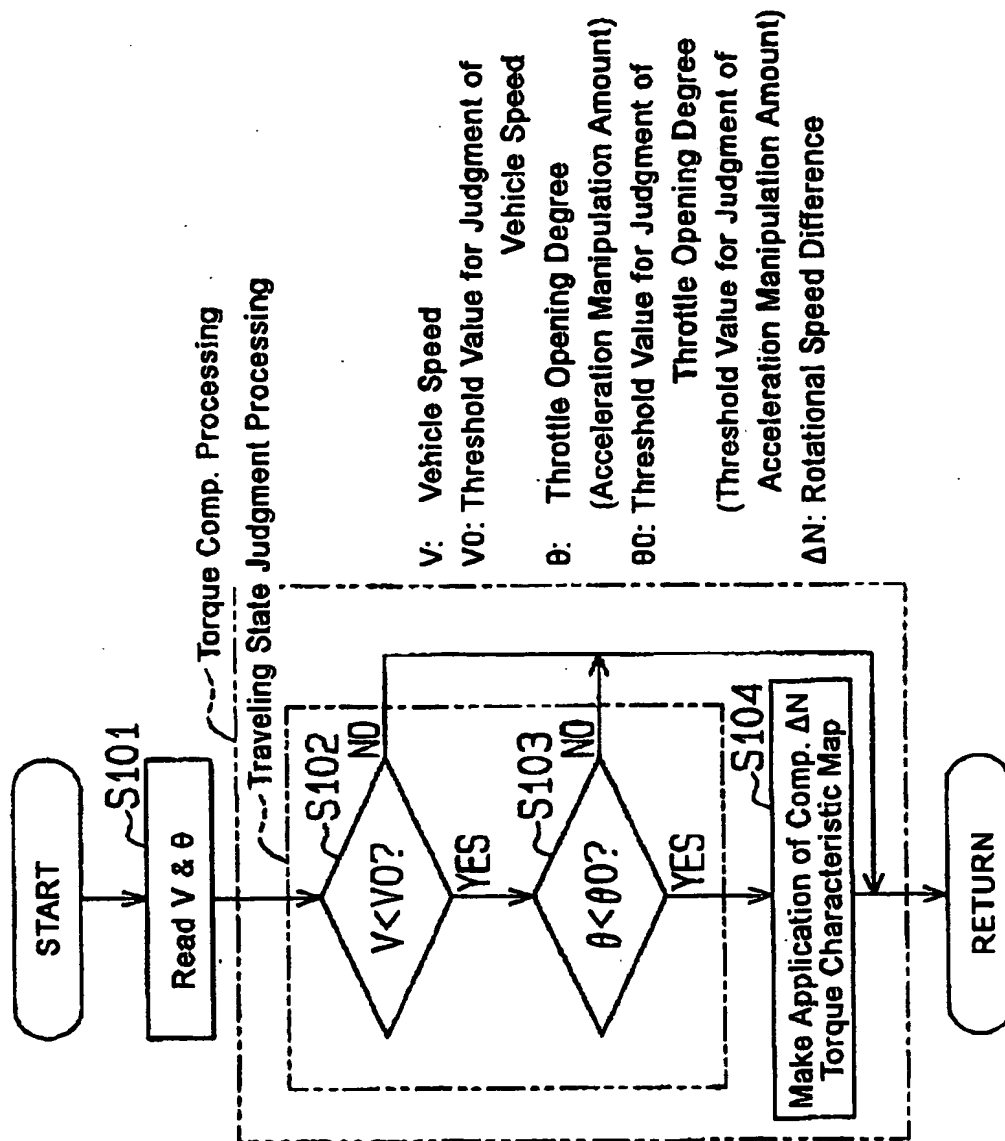 START
S101
Read V & θ
Torque Comp. Processing
Traveling State Judgment Processing
S102
V<V0?
NO
YES
S103
θ<θ0?
NO
YES
S104
Make Application of Comp. ΔN
Torque Characteristic Map
RETURN
V: Vehicle Speed
V0: Threshold Value for Judgment of
Vehicle Speed
θ: Throttle Opening Degree
(Acceleration Manipulation Amount)
θ0: Threshold Value for Judgment of
Throttle Opening Degree
(Threshold Value for Judgment of
Acceleration Manipulation Amount)
ΔN: Rotational Speed Difference